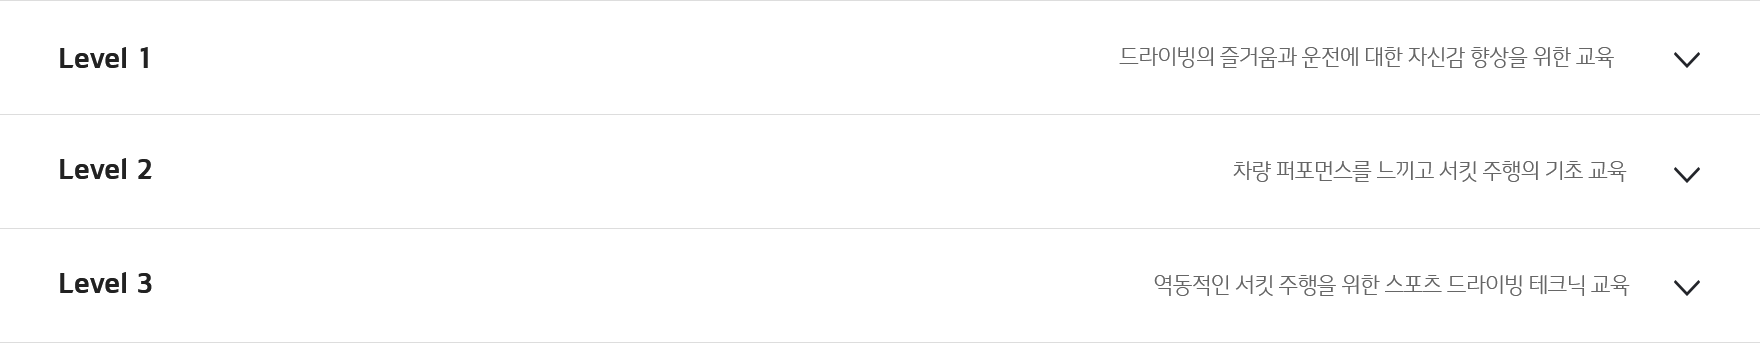 Level 1
드라이빙의 즐거움과 운전에 대한 자신감 향상을 위한 교육
Level 2
차량 퍼포먼스를 느끼고 서킷 주행의 기초 교육
Level 3
역동적인 서킷 주행을 위한 스포츠 드라이빙 테크닉 교육